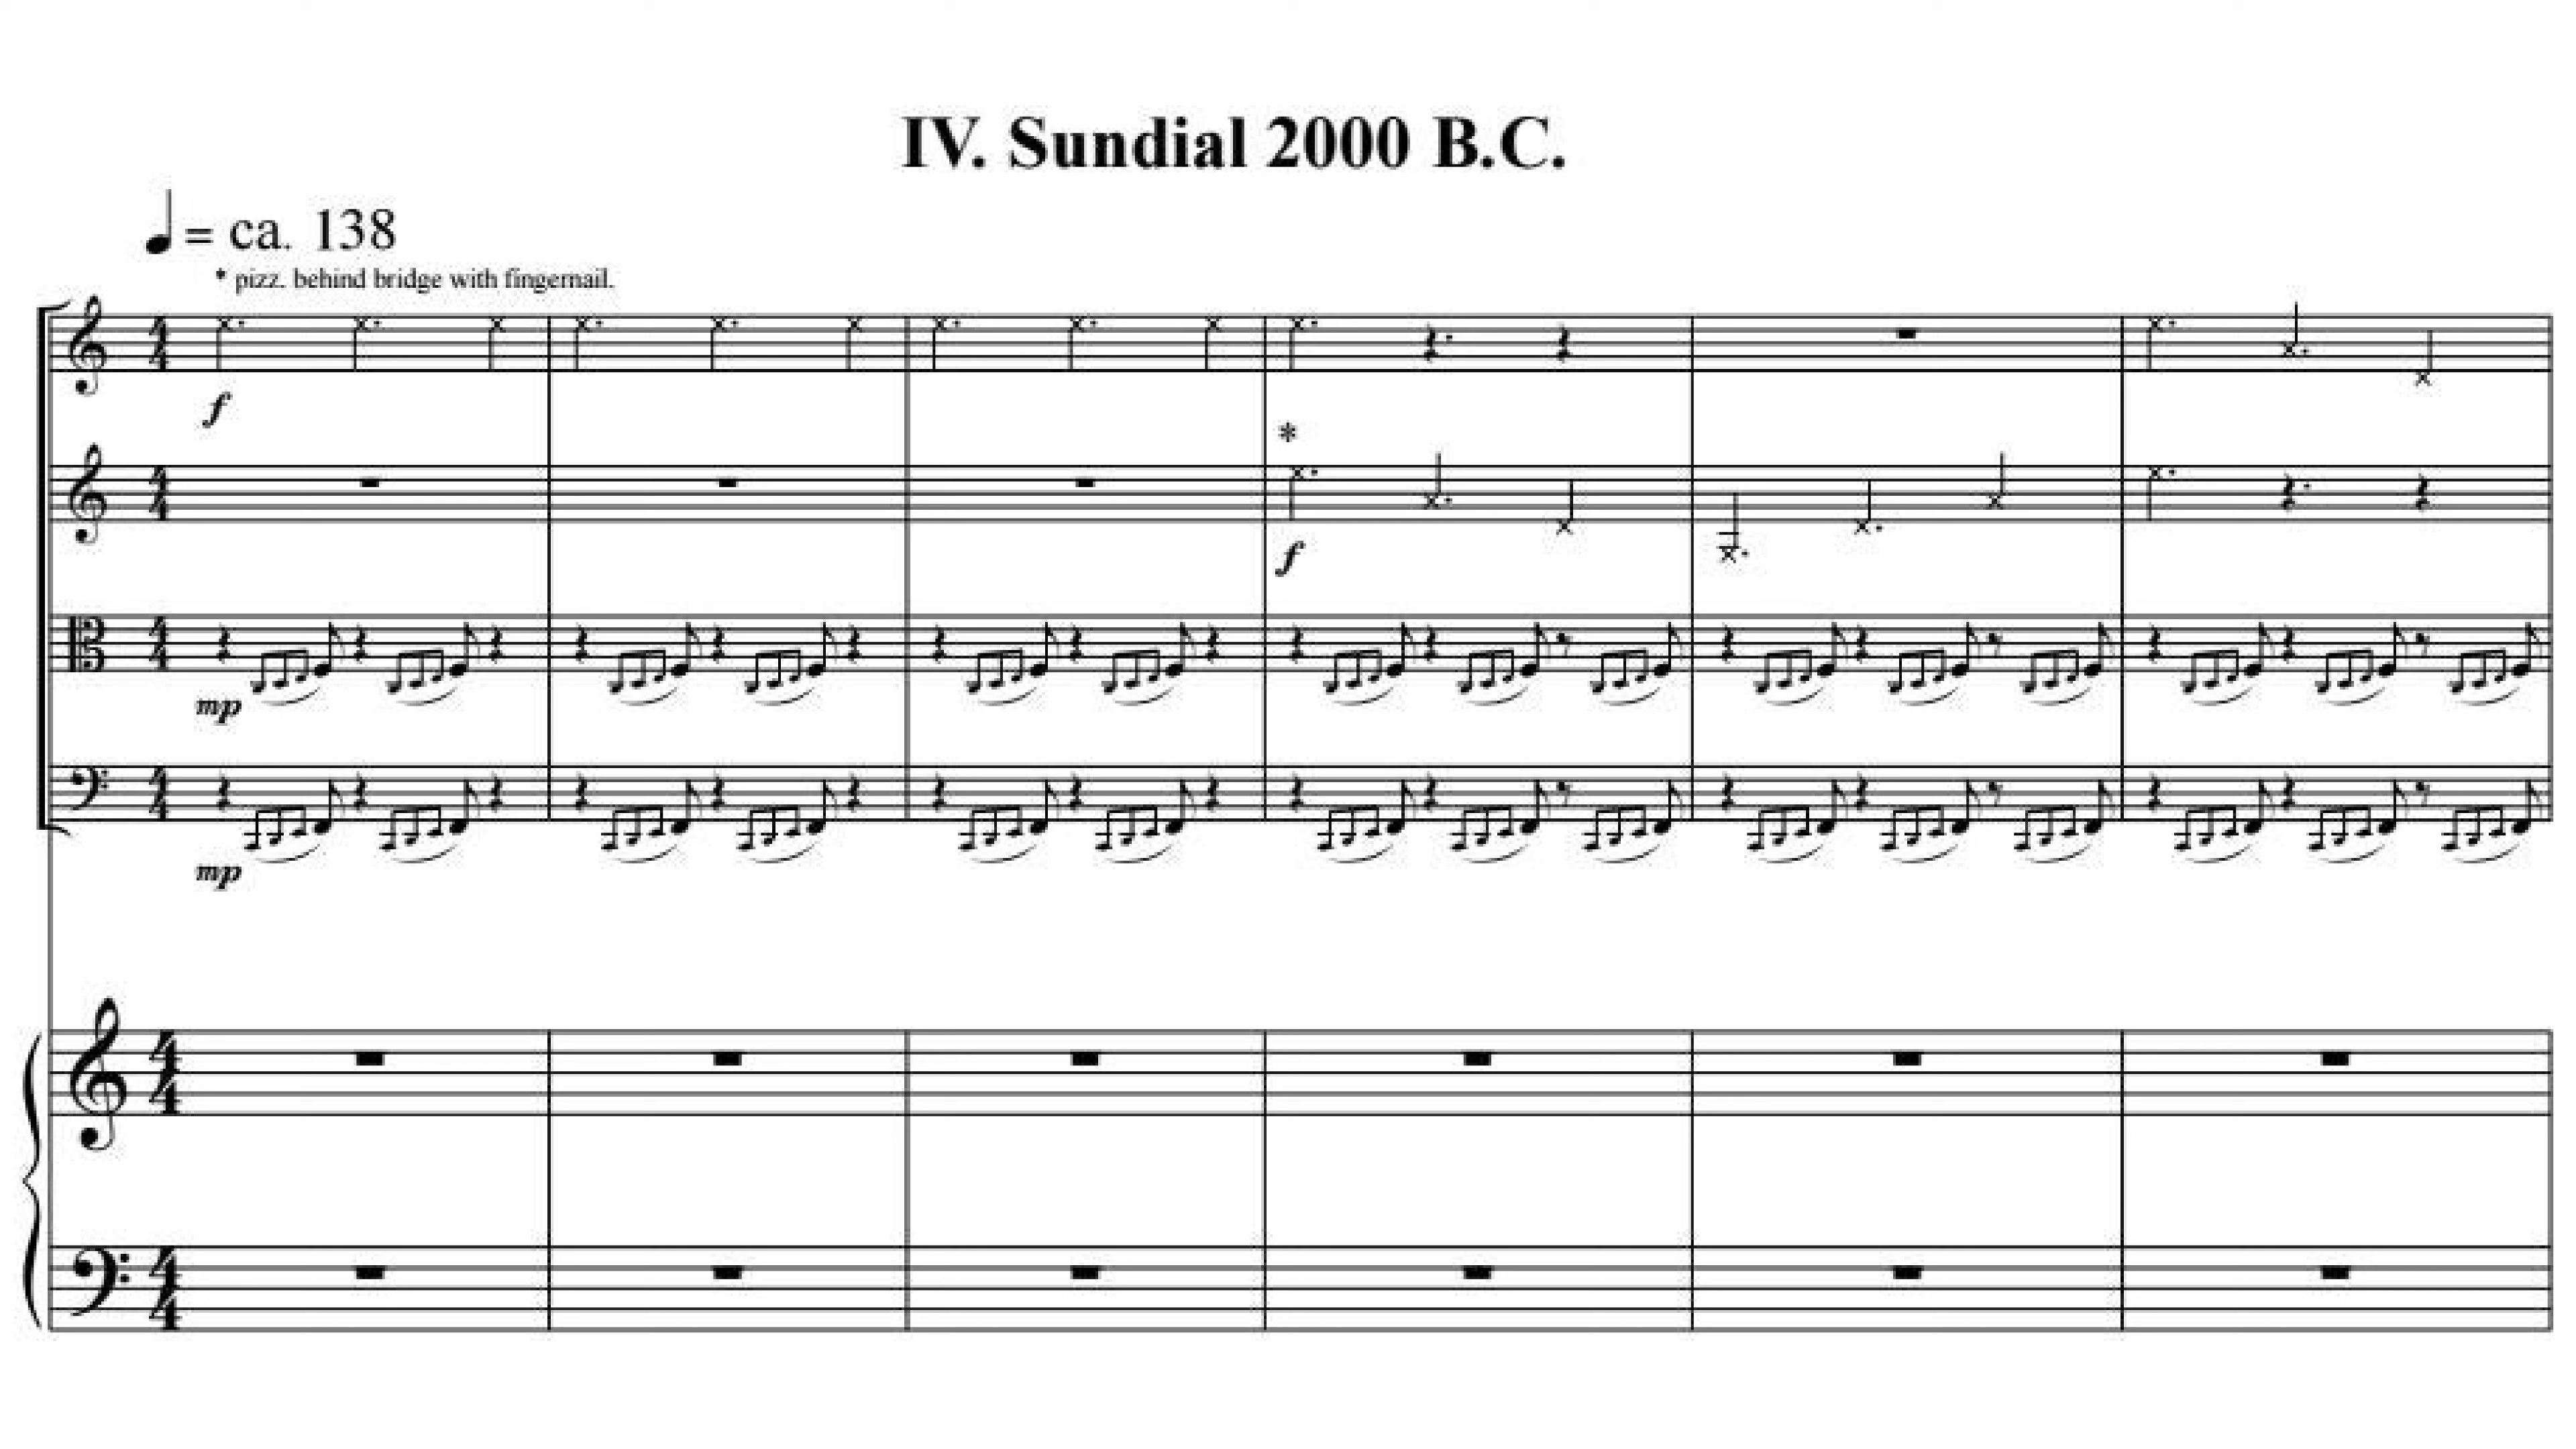 IV. Sundial 2000 B.C.
♩ = ca. 138
* pizz. behind bridge with fingernail.
f
*
f
mp
mp